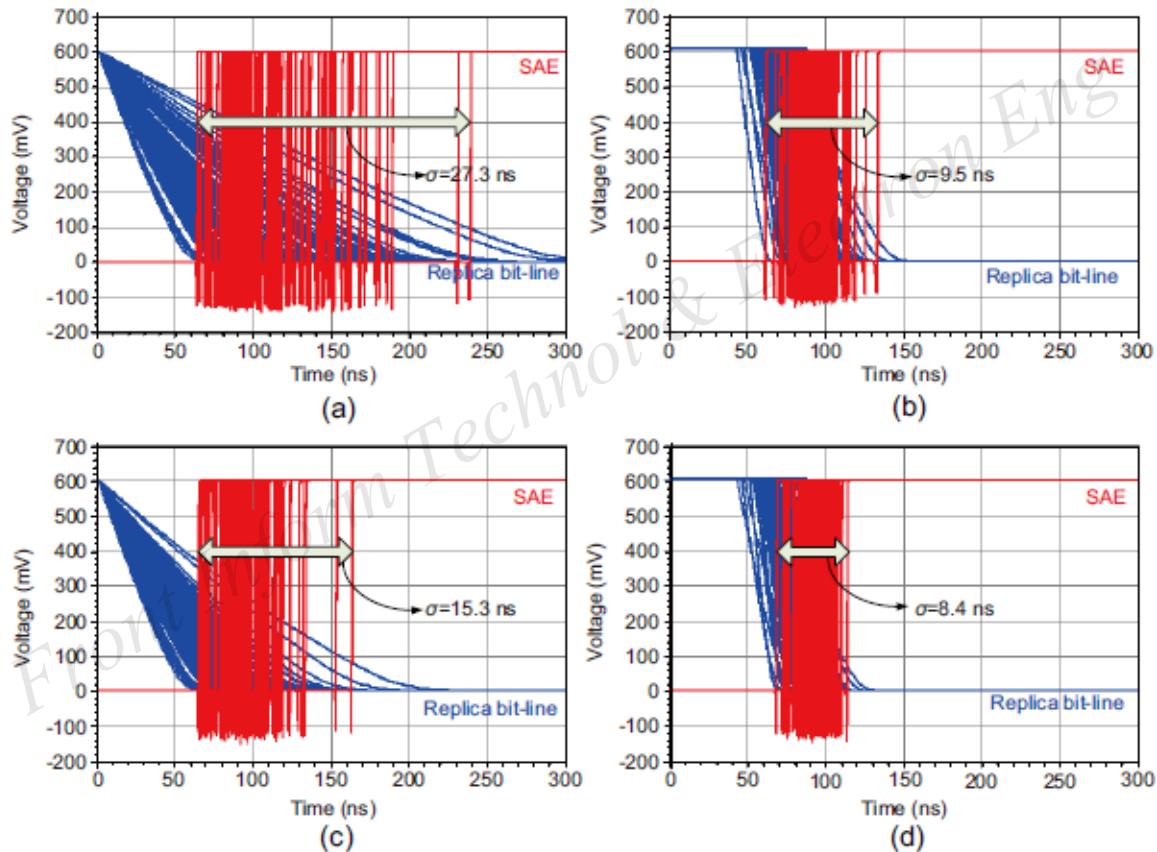 700
600
500
400
300
200
100
0
-100
-200
Voltage (mV)
SAE
σ=27.3 ns
Replica bit-line
0 50 100 150 200 250 300
Time (ns)
(a)
700
600
500
400
300
200
100
0
-100
-200
Voltage (mV)
SAE
σ=9.5 ns
Replica bit-line
0 50 100 150 200 250 300
Time (ns)
(b)
700
600
500
400
300
200
100
0
-100
-200
Voltage (mV)
SAE
σ=15.3 ns
Replica bit-line
0 50 100 150 200 250 300
Time (ns)
(c)
700
600
500
400
300
200
100
0
-100
-200
Voltage (mV)
SAE
σ=8.4 ns
Replica bit-line
0 50 100 150 200 250 300
Time (ns)
(d)
Front Inform Technol & Electron Eng